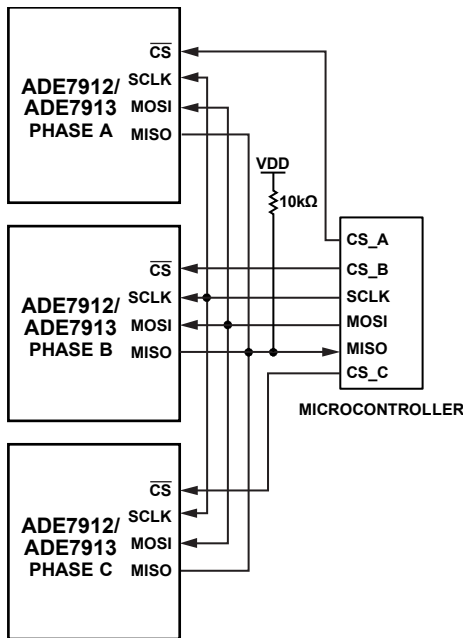 CS
SCLK
MOSI
MISO
ADE7912/
ADE7913
PHASE A
VDD
10kΩ
CS_A
CS_B
SCLK
MOSI
MISO
CS_C
MICROCONTROLLER
CS
SCLK
MOSI
MISO
ADE7912/
ADE7913
PHASE B
CS
SCLK
MOSI
MISO
ADE7912/
ADE7913
PHASE C